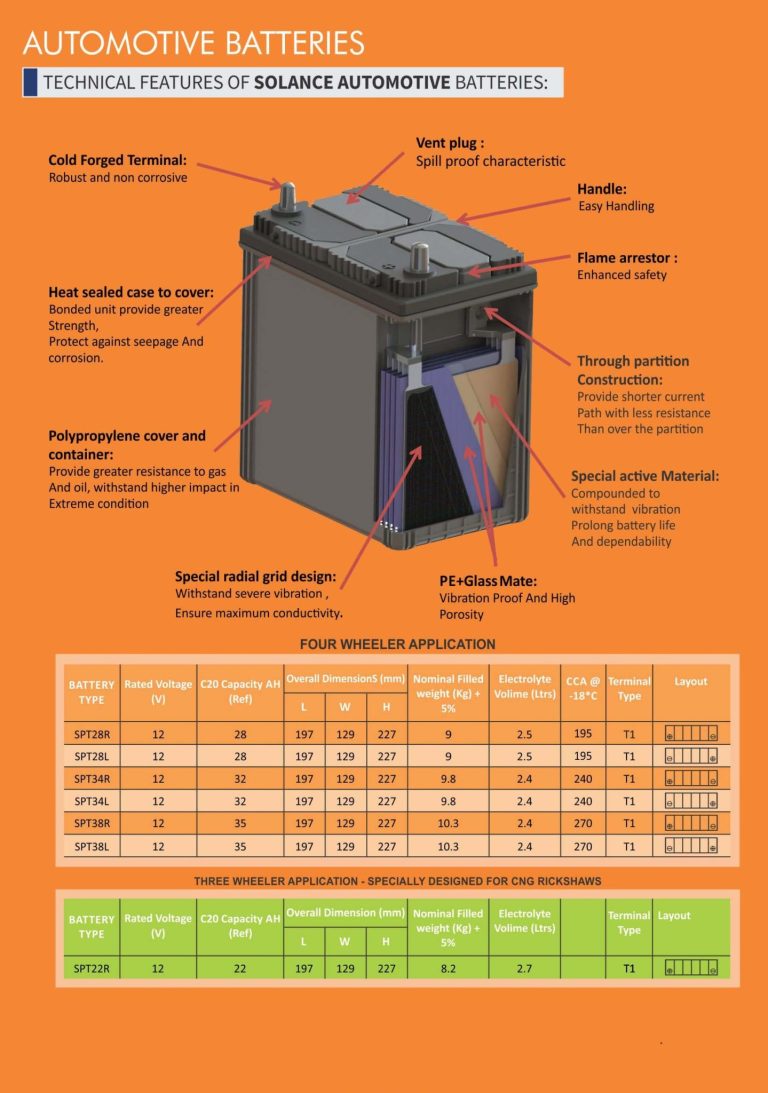 AUTOMOTIVE BATTERIES
TECHNICAL FEATURES OF SOLANCE AUTOMOTIVE BATTERIES:
Cold Forged Terminal:
Robust and non corrosive
Vent plug :
Spill proof characteristic
Handle:
Easy Handling
Flame arrestor :
Enhanced safety
Heat sealed case to cover:
Bonded unit provide greater
Strength,
Protect against seepage And
corrosion.
Through partition
Construction:
Provide shorter current
Path with less resistance
Than over the partition
Polypropylene cover and
container:
Provide greater resistance to gas
And oil, withstand higher impact in
Extreme condition
Special active Material:
Compounded to
withstand vibration
Prolong battery life
And dependability
Special radial grid design:
Withstand severe vibration ,
Ensure maximum conductivity.
PE+Glass Mate:
Vibration Proof And High
Porosity
FOUR WHEELER APPLICATION
BATTERY TYPE Rated Voltage (V) C20 Capacity AH (Ref) Overall DimensionS (mm) L W H Nominal Filled weight (Kg) + 5% Electrolyte Volime (Ltrs) CCA @ -18°C Terminal Type Layout
SPT28R 12 28 197 129 227 9 2.5 195 T1 ⊕ ⊖
SPT28L 12 28 197 129 227 9 2.5 195 T1 ⊖ ⊕
SPT34R 12 32 197 129 227 9.8 2.4 240 T1 ⊕ ⊖
SPT34L 12 32 197 129 227 9.8 2.4 240 T1 ⊖ ⊕
SPT38R 12 35 197 129 227 10.3 2.4 270 T1 ⊕ ⊖
SPT38L 12 35 197 129 227 10.3 2.4 270 T1 ⊖ ⊕
THREE WHEELER APPLICATION - SPECIALLY DESIGNED FOR CNG RICKSHAWS
BATTERY TYPE Rated Voltage (V) C20 Capacity AH (Ref) Overall Dimension (mm) L W H Nominal Filled weight (Kg) + 5% Electrolyte Volime (Ltrs) Terminal Type Layout
SPT22R 12 22 197 129 227 8.2 2.7 T1 ⊕ ⊖